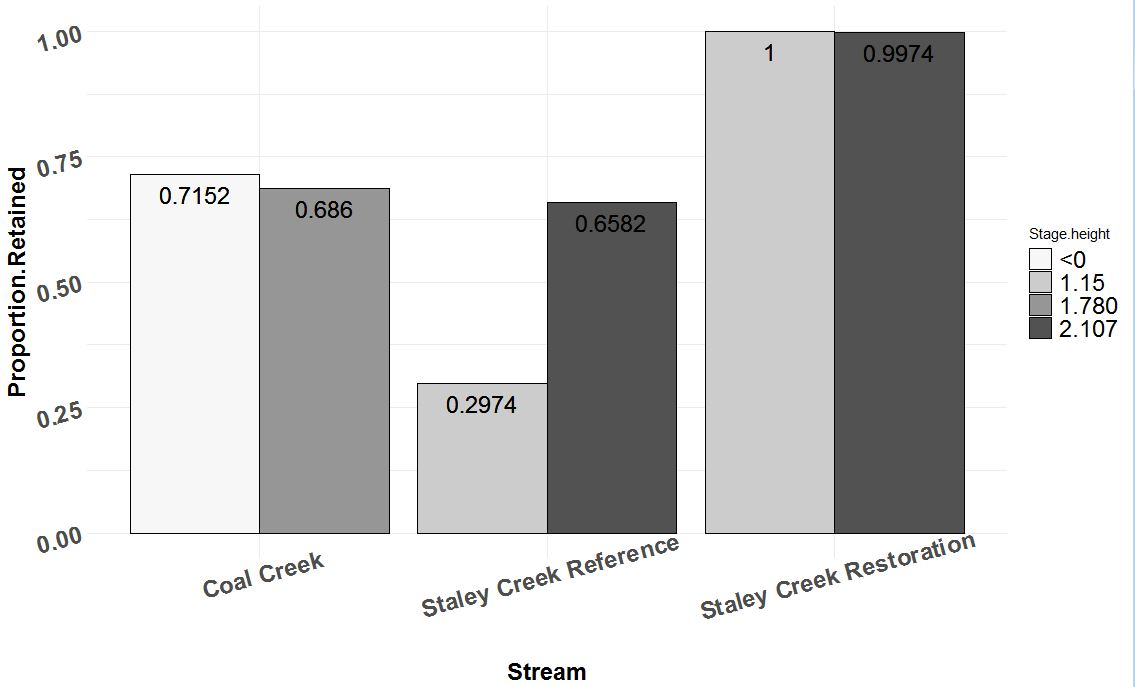 1.00
0.75
0.50
0.25
0.00
Proportion.Retained
0.7152
0.686
0.2974
0.6582
1
0.9974
Coal Creek
Staley Creek Reference
Staley Creek Restoration
Stream
Stage.height
<0
1.15
1.780
2.107